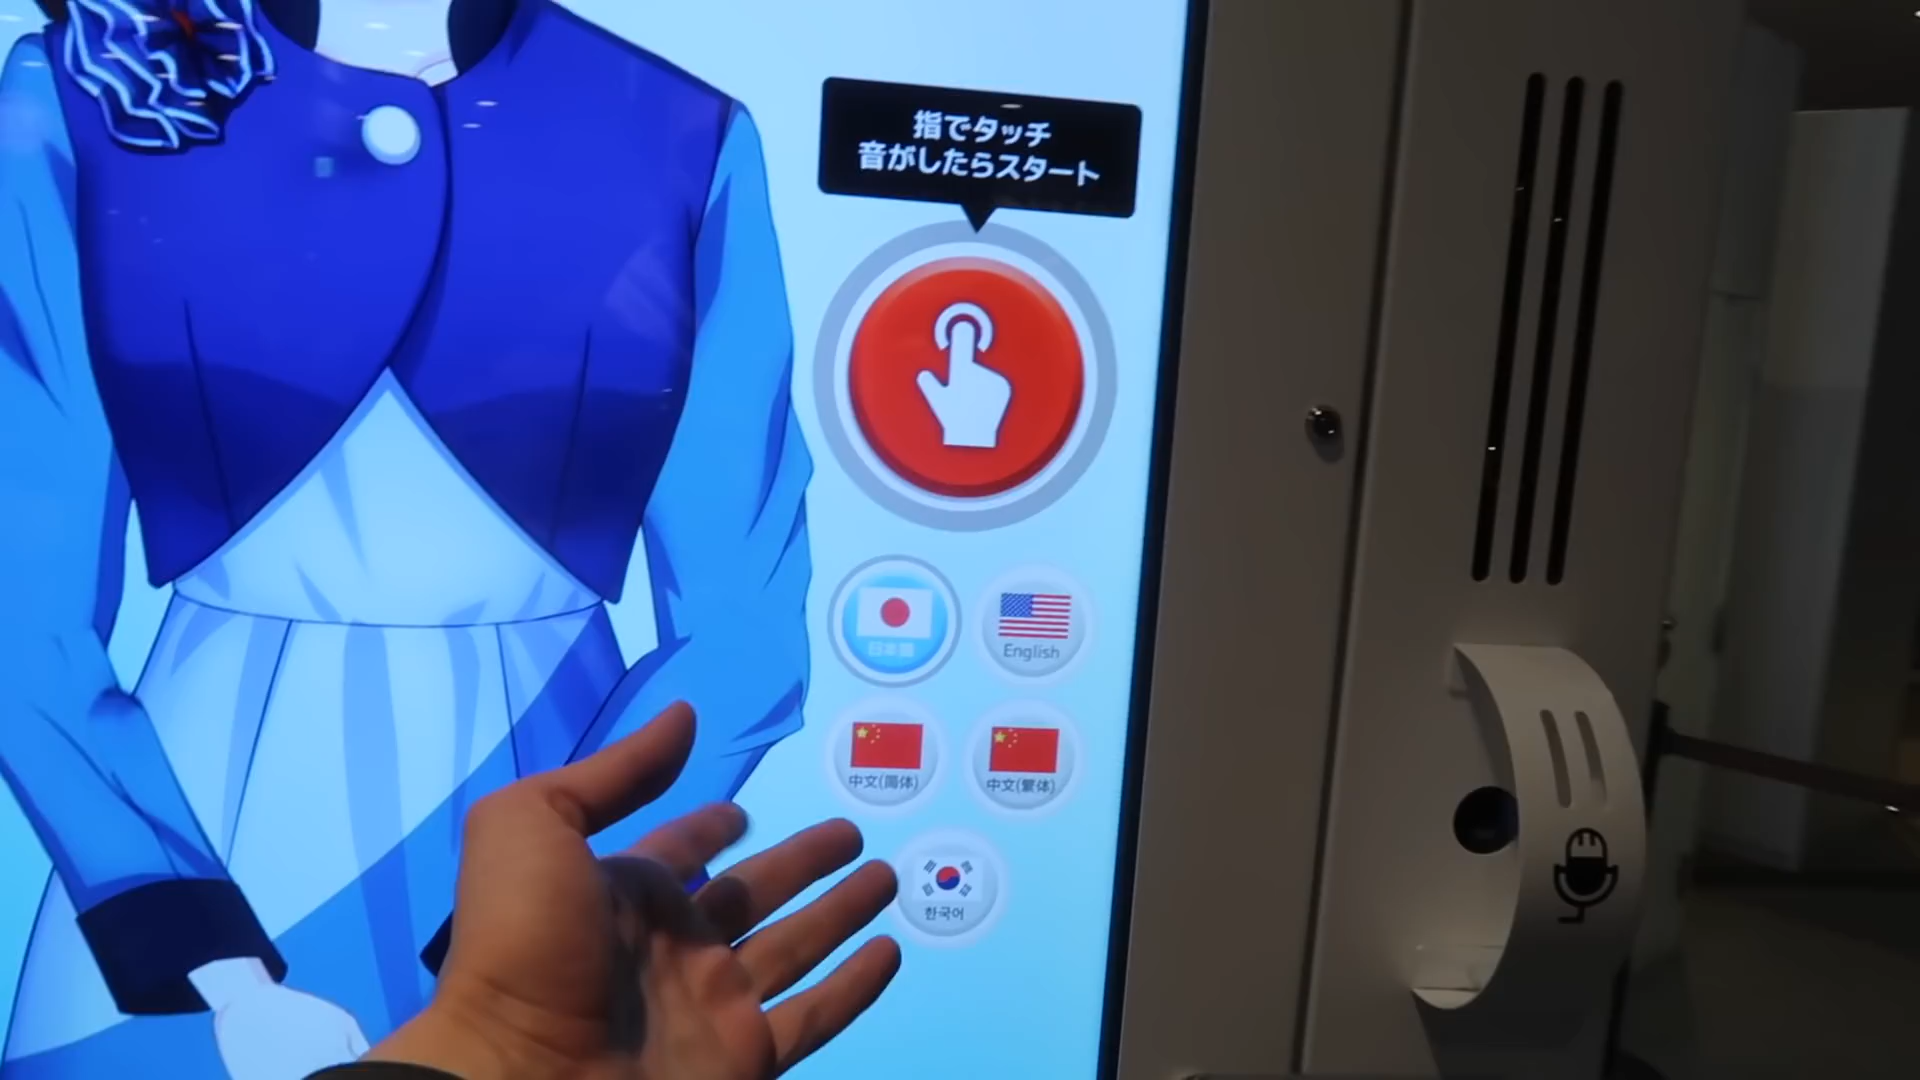 指でタッチ
音がしたらスタート
日本語
English
中文(简体)
中文(繁体)
한국어